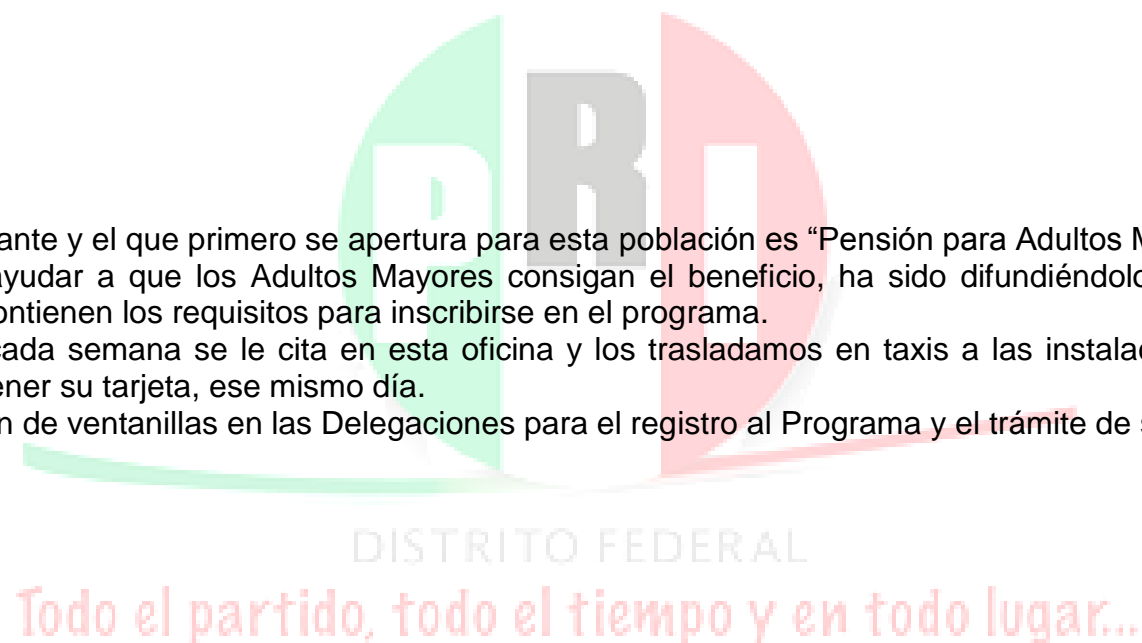 PRI
ante y el que primero se apertura para esta población es “Pensión para Adultos M
ayudar a que los Adultos Mayores consigan el beneficio, ha sido difundiéndolo
ontienen los requisitos para inscribirse en el programa.
cada semana se le cita en esta oficina y los trasladamos en taxis a las instalac
ener su tarjeta, ese mismo día.
n de ventanillas en las Delegaciones para el registro al Programa y el trámite de s
DISTRITO FEDERAL
Todo el partido, todo el tiempo y en todo lugar...